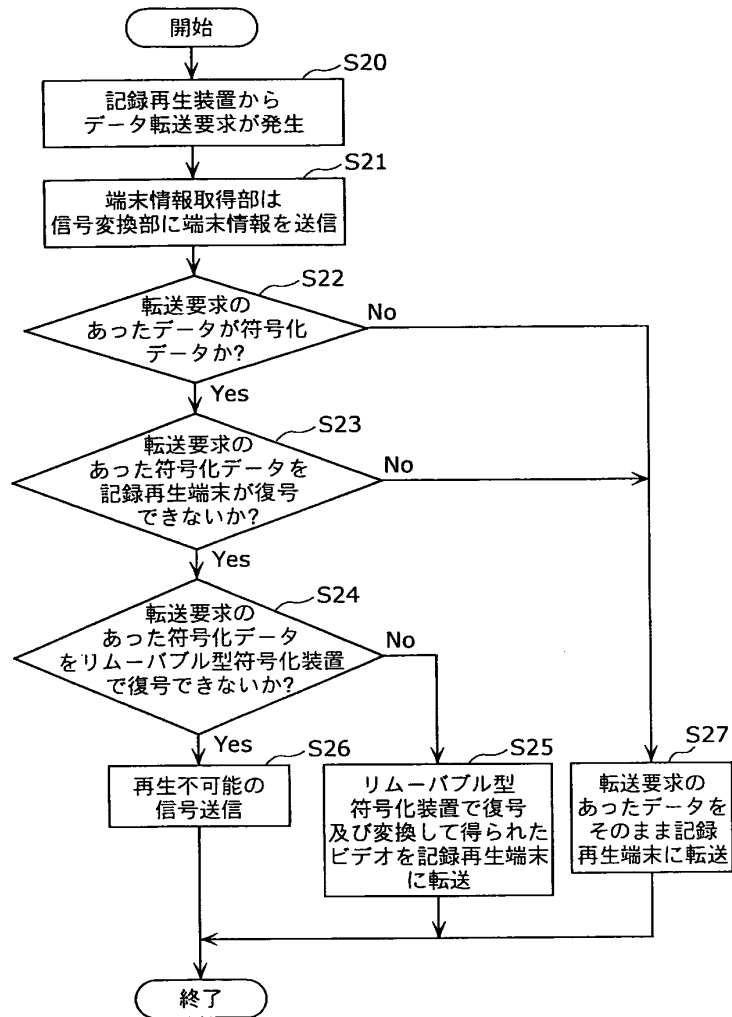 開始
S20
記録再生装置から
データ転送要求が発生
S21
端末情報取得部は
信号変換部に端末情報を送信
S22
転送要求の
あったデータが符号化
データか?
No
Yes
S23
転送要求の
あった符号化データを
記録再生端末が復号
できないか?
No
Yes
S24
転送要求の
あった符号化データ
をリムーバブル型符号化装置
で復号できないか?
No
Yes
S26
再生不可能の
信号送信
S25
リムーバブル型
符号化装置で復号
及び変換して得られた
ビデオを記録再生端末
に転送
S27
転送要求の
あったデータを
そのまま記録
再生端末に転送
終了